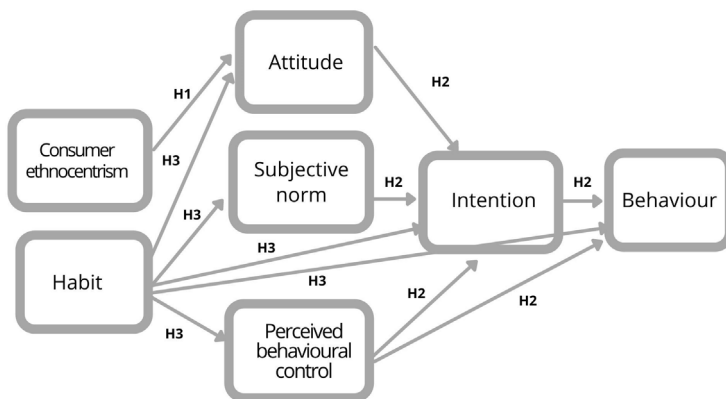 Attitude
H2
H1
Consumer
ethnocentrism
H3
Subjective
norm
H2
Intention
H2
Behaviour
H3
Habit
H3
H3
H2
H2
H3
Perceived
behavioural
control